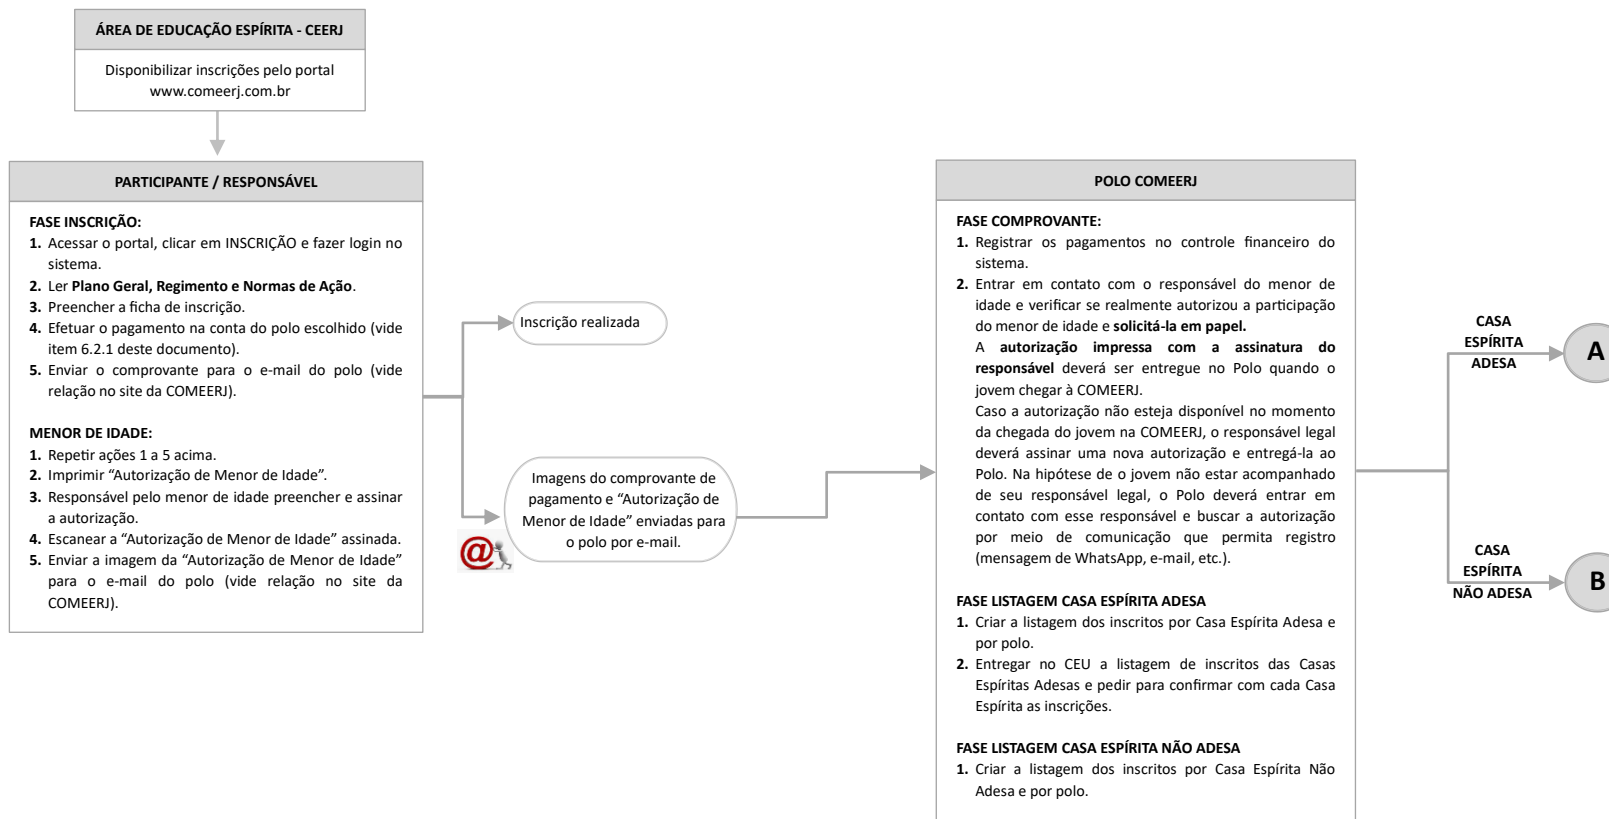 ÁREA DE EDUCAÇÃO ESPÍRITA - CEERJ
Disponibilizar inscrições pelo portal
www.comeerj.com.br
PARTICIPANTE / RESPONSÁVEL
FASE INSCRIÇÃO:
1. Acessar o portal, clicar em INSCRIÇÃO e fazer login no
sistema.
2. Ler Plano Geral, Regimento e Normas de Ação.
3. Preencher a ficha de inscrição.
4. Efetuar o pagamento na conta do polo escolhido (vide
item 6.2.1 deste documento).
5. Enviar o comprovante para o e-mail do polo (vide
relação no site da COMEERJ).
MENOR DE IDADE:
1. Repetir ações 1 a 5 acima.
2. Imprimir “Autorização de Menor de Idade”.
3. Responsável pelo menor de idade preencher e assinar
a autorização.
4. Escanear a “Autorização de Menor de Idade” assinada.
5. Enviar a imagem da “Autorização de Menor de Idade”
para o e-mail do polo (vide relação no site da
COMEERJ).
Inscrição realizada
Imagens do comprovante de
pagamento e “Autorização de
Menor de Idade” enviadas para
o polo por e-mail.
@
POLO COMEERJ
FASE COMPROVANTE:
1. Registrar os pagamentos no controle financeiro do
sistema.
2. Entrar em contato com o responsável do menor de
idade e verificar se realmente autorizou a participação
do menor de idade e solicitá-la em papel.
A autorização impressa com a assinatura do
responsável deverá ser entregue no Polo quando o
jovem chegar à COMEERJ.
Caso a autorização não esteja disponível no momento
da chegada do jovem na COMEERJ, o responsável legal
deverá assinar uma nova autorização e entregá-la ao
Polo. Na hipótese de o jovem não estar acompanhado
de seu responsável legal, o Polo deverá entrar em
contato com esse responsável e buscar a autorização
por meio de comunicação que permita registro
(mensagem de WhatsApp, e-mail, etc.).
FASE LISTAGEM CASA ESPÍRITA ADESA
1. Criar a listagem dos inscritos por Casa Espírita Adesa e
por polo.
2. Entregar no CEU a listagem de inscritos das Casas
Espíritas Adesas e pedir para confirmar com cada Casa
Espírita as inscrições.
FASE LISTAGEM CASA ESPÍRITA NÃO ADESA
1. Criar a listagem dos inscritos por Casa Espírita Não
Adesa e por polo.
CASA
ESPÍRITA
ADESA
A
CASA
ESPÍRITA
NÃO ADESA
B